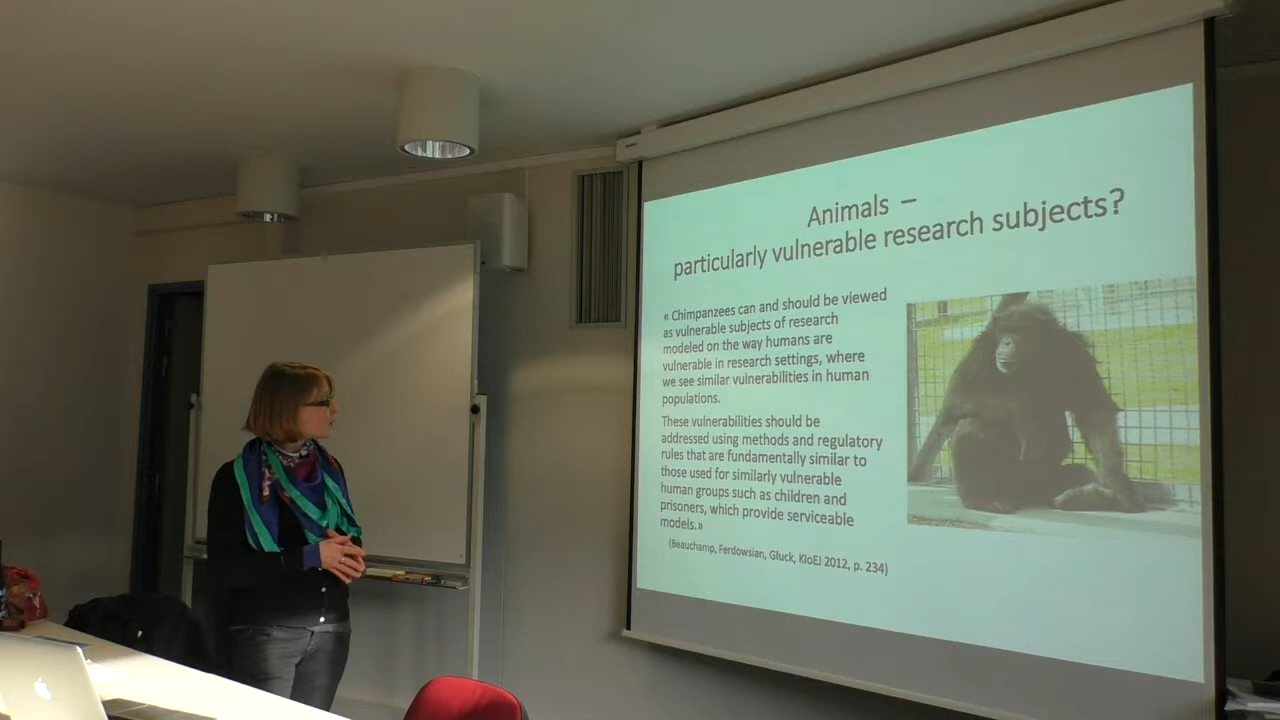 Animals –
particularly vulnerable research subjects?
« Chimpanzees can and should be viewed
as vulnerable subjects of research
modeled on the way humans are
vulnerable in research settings, where
we see similar vulnerabilities in human
populations.
These vulnerabilities should be
addressed using methods and regulatory
rules that are fundamentally similar to
those used for similarly vulnerable
human groups such as children and
prisoners, which provide serviceable
models.»
(Beauchamp, Ferdowsian, Gluck, KIoEJ 2012, p. 234)